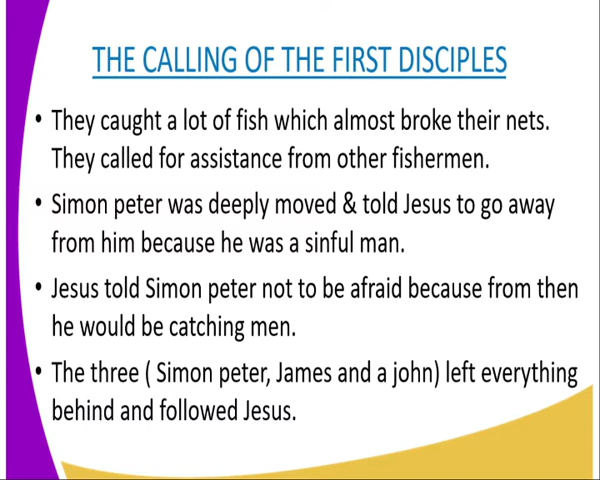 THE CALLING OF THE FIRST DISCIPLES
• They caught a lot of fish which almost broke their nets.
They called for assistance from other fishermen.
• Simon peter was deeply moved & told Jesus to go away
from him because he was a sinful man.
• Jesus told Simon peter not to be afraid because from then
he would be catching men.
• The three ( Simon peter, James and a john) left everything
behind and followed Jesus.